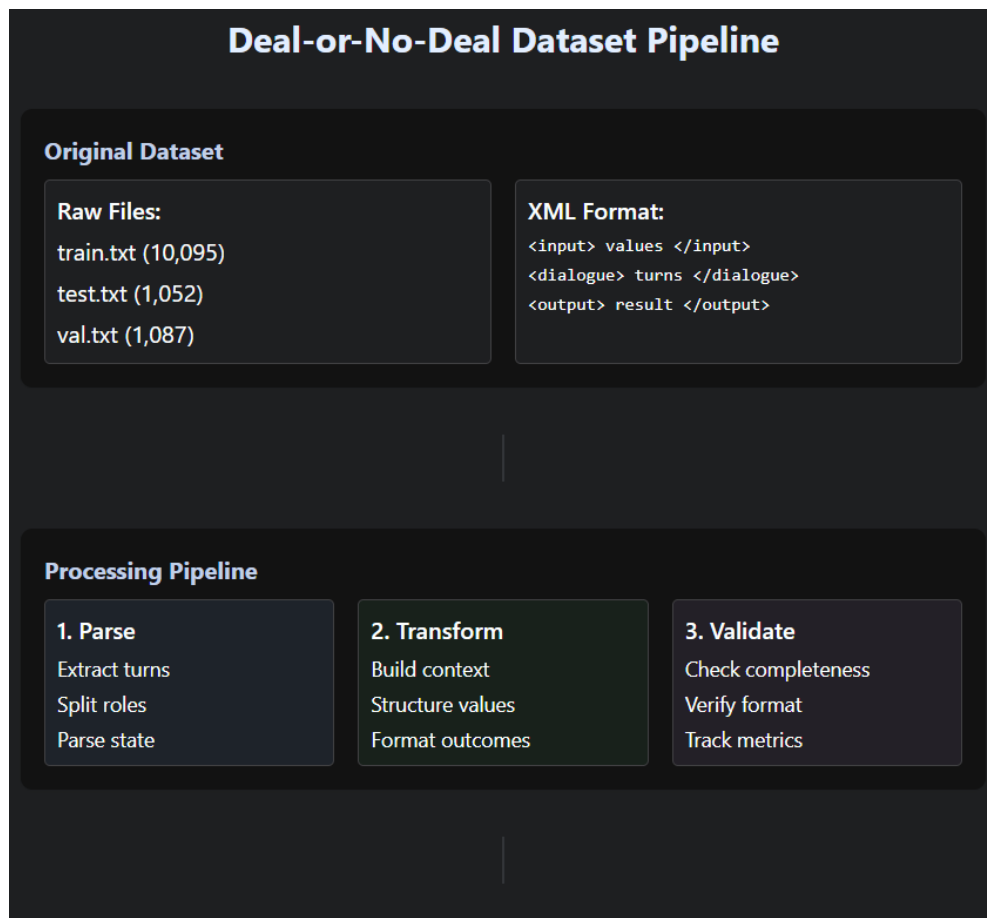 Deal-or-No-Deal Dataset Pipeline
Original Dataset
Raw Files:
train.txt (10,095)
test.txt (1,052)
val.txt (1,087)
XML Format:
<input> values </input>
<dialogue> turns </dialogue>
<output> result </output>
Processing Pipeline
1. Parse
Extract turns
Split roles
Parse state
2. Transform
Build context
Structure values
Format outcomes
3. Validate
Check completeness
Verify format
Track metrics